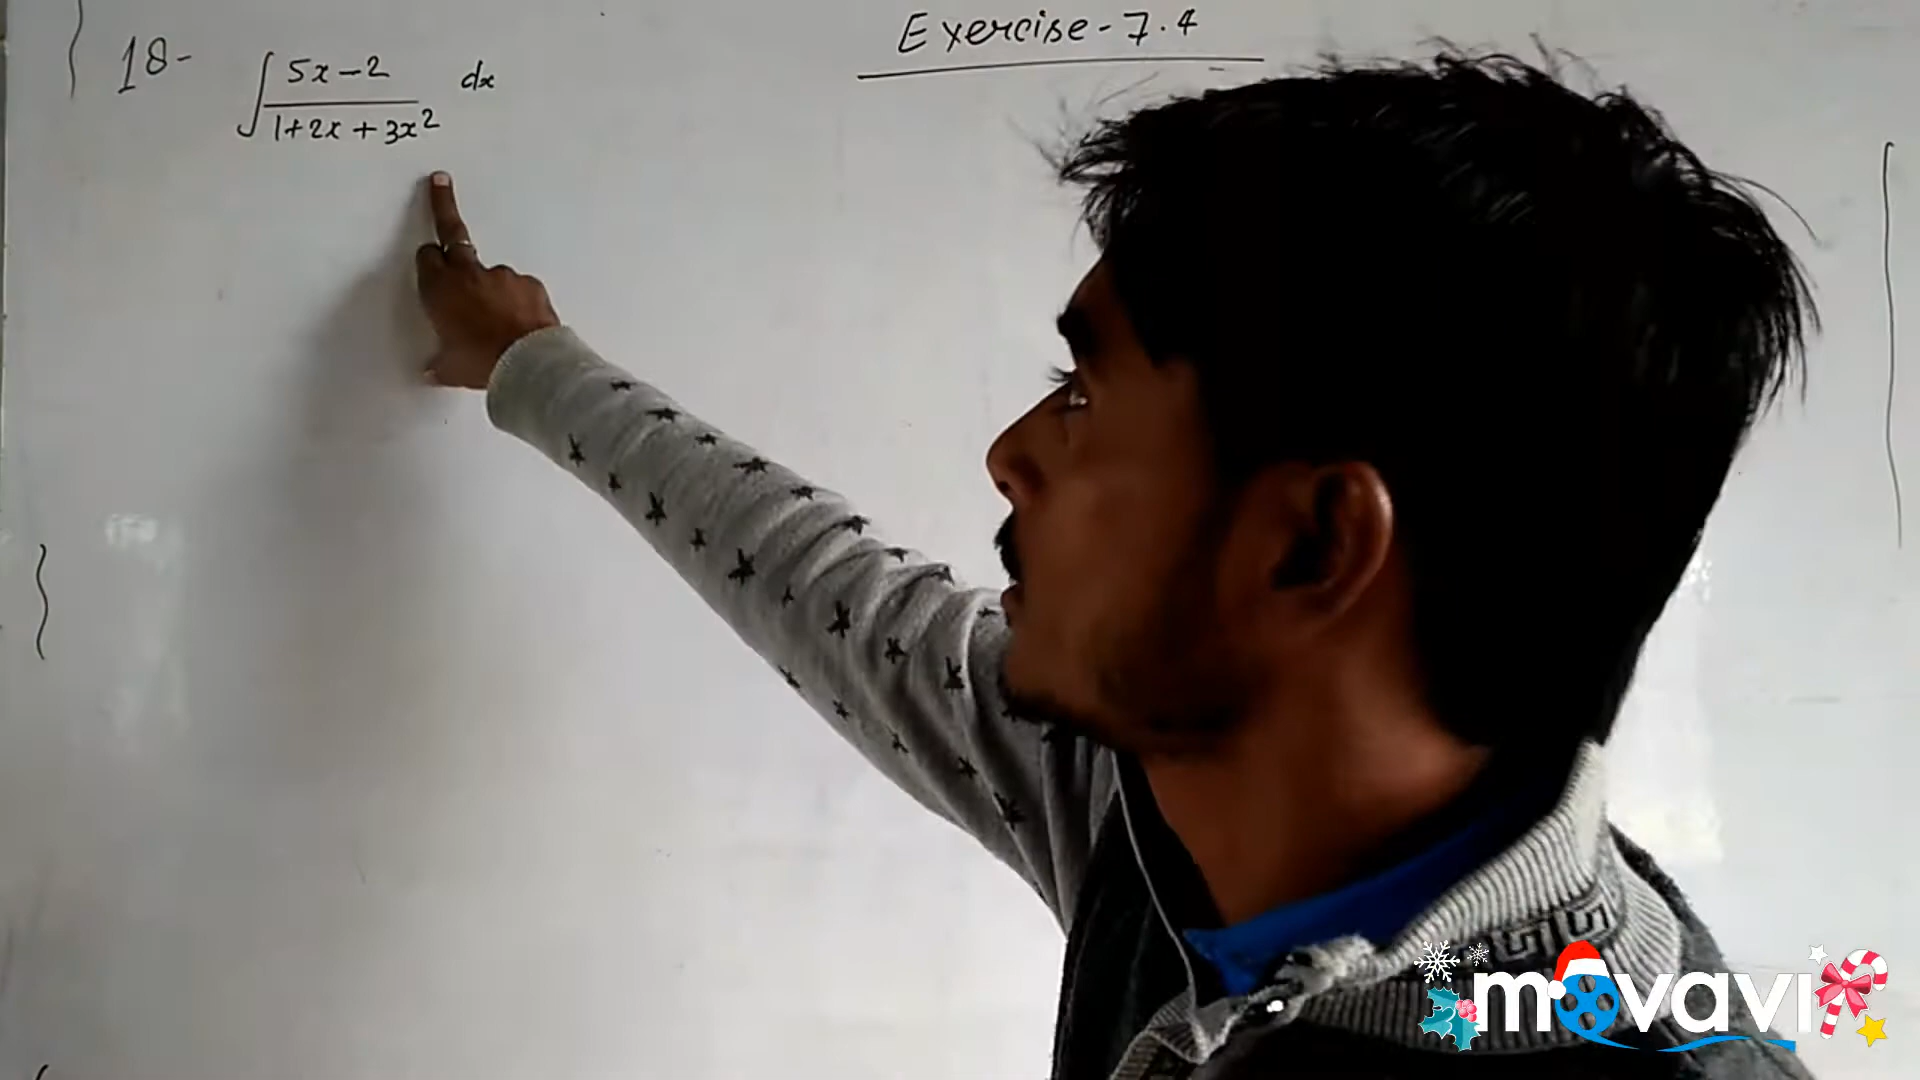 Exercise-7.4
18- ∫ 5x-2 / 1+2x+3x² dx
movavi